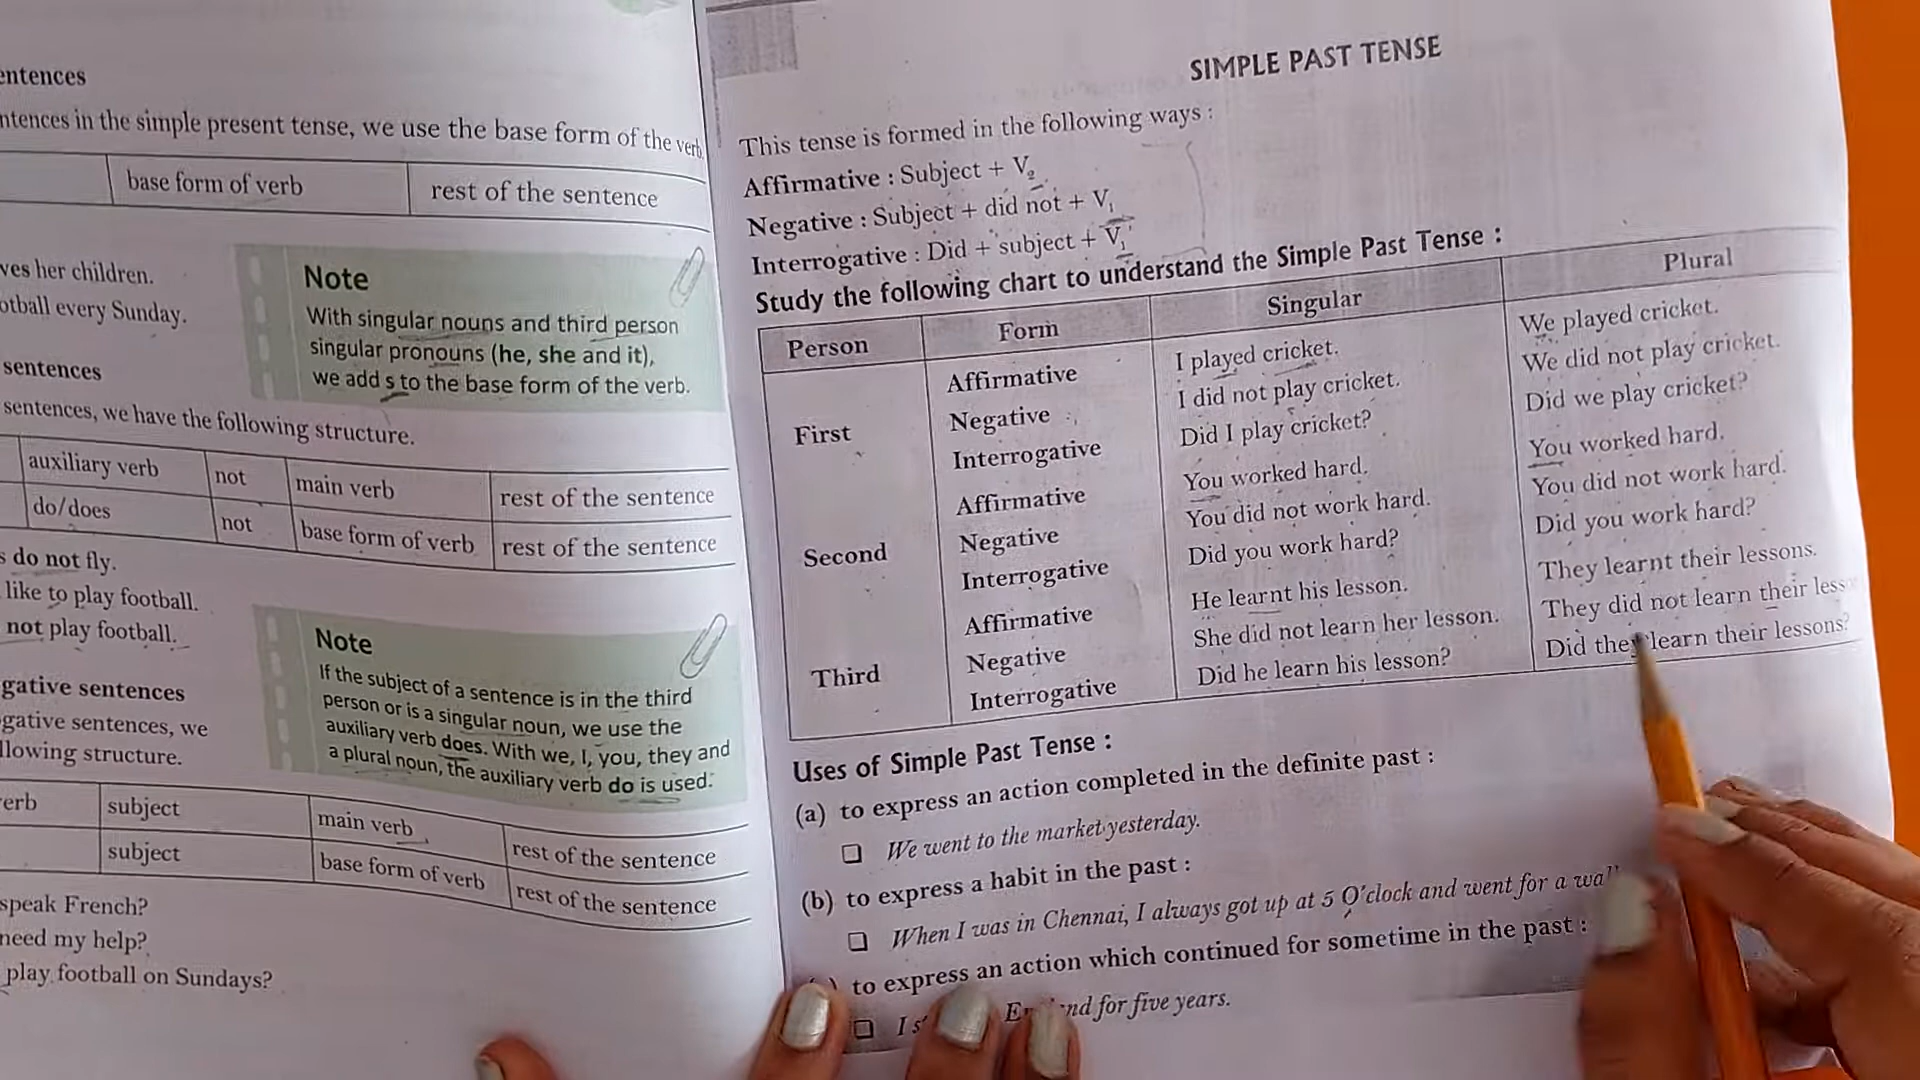 entences
ntences in the simple present tense, we use the base form of the verb
base form of verb rest of the sentence
ves her children.
otball every Sunday.
Note
With singular nouns and third person
singular pronouns (he, she and it),
we add s to the base form of the verb.
sentences
sentences, we have the following structure.
auxiliary verb not main verb rest of the sentence
do/does not base form of verb rest of the sentence
s do not fly.
like to play football.
not play football.
Note
If the subject of a sentence is in the third
person or is a singular noun, we use the
auxiliary verb does. With we, I, you, they and
a plural noun, the auxiliary verb do is used.
gative sentences
gative sentences, we
llowing structure.
erb subject main verb rest of the sentence
subject base form of verb rest of the sentence
speak French?
need my help?
play football on Sundays?
SIMPLE PAST TENSE
This tense is formed in the following ways :
Affirmative : Subject + V₂
Negative : Subject + did not + V₁
Interrogative : Did + subject + V₁
Study the following chart to understand the Simple Past Tense :
Person Form Singular Plural
Affirmative I played cricket. We played cricket.
First Negative I did not play cricket. We did not play cricket.
Interrogative Did I play cricket? Did we play cricket?
Affirmative You worked hard. You worked hard.
Second Negative You did not work hard. You did not work hard.
Interrogative Did you work hard? Did you work hard?
Affirmative He learnt his lesson. They learnt their lessons.
Third Negative She did not learn her lesson. They did not learn their less
Interrogative Did he learn his lesson? Did they learn their lessons?
Uses of Simple Past Tense :
(a) to express an action completed in the definite past :
❑ We went to the market yesterday.
(b) to express a habit in the past :
❑ When I was in Chennai, I always got up at 5 O'clock and went for a
to express an action which continued for sometime in the past :
❑ I for five years.